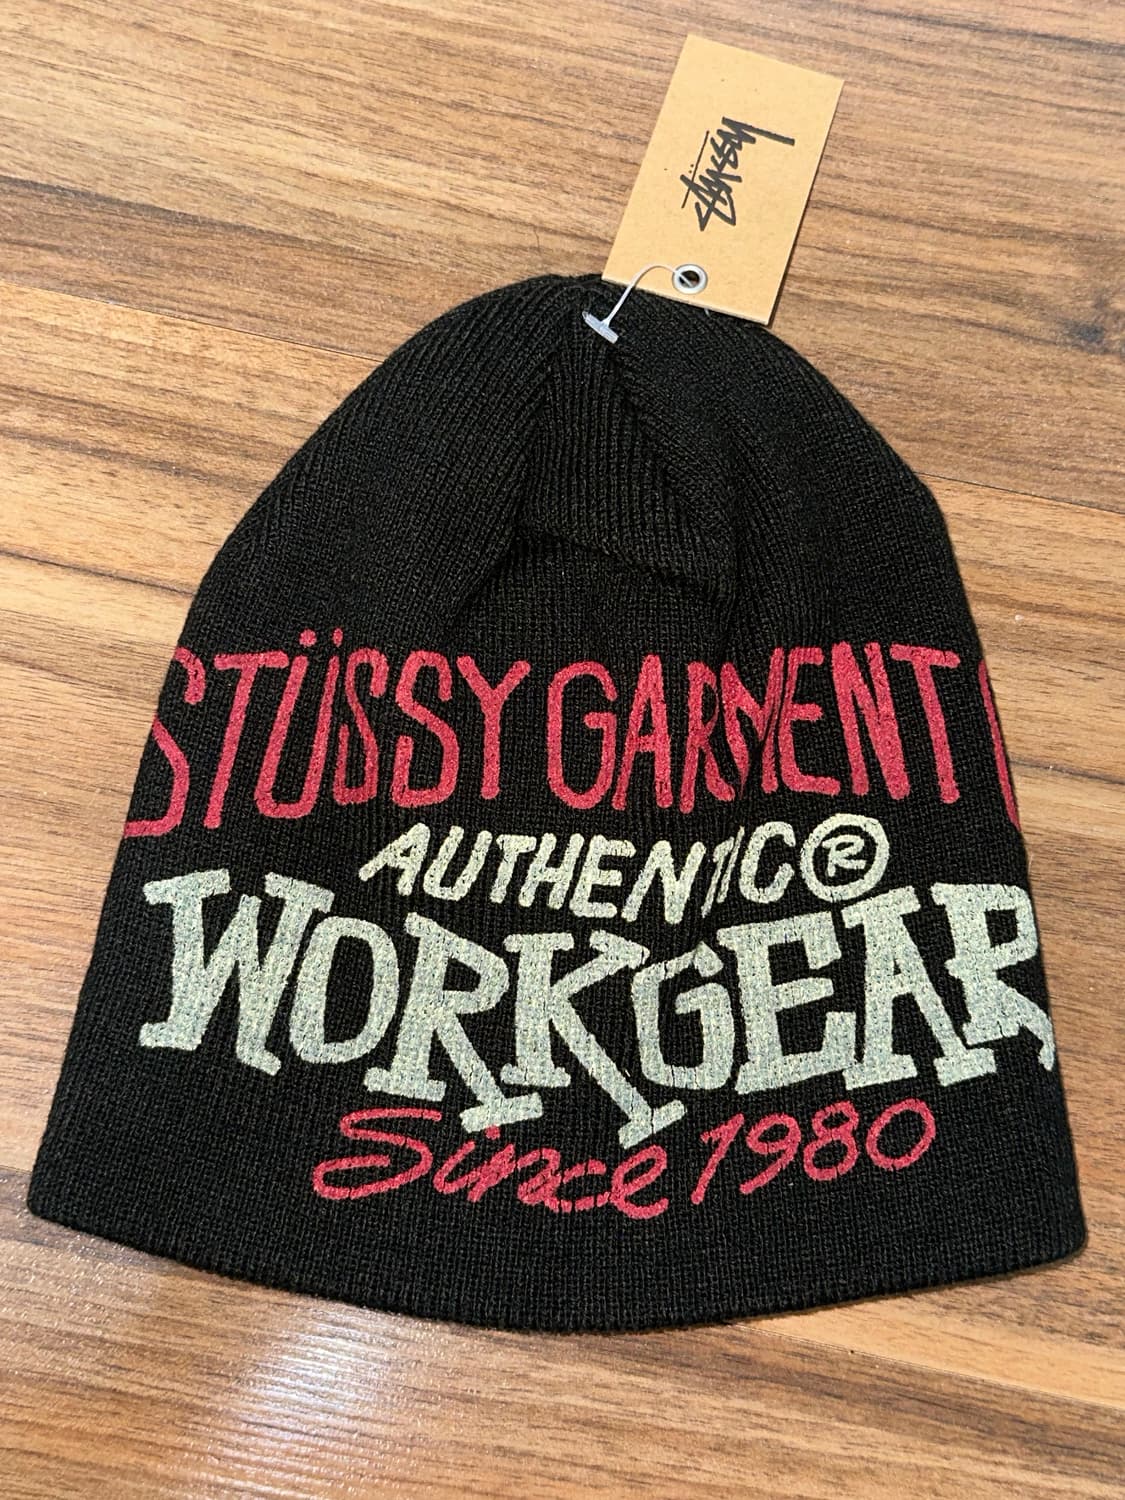 STÜSSY
STÜSSY GARMENT
AUTHENTIC®
WORKGEAR
Since 1980